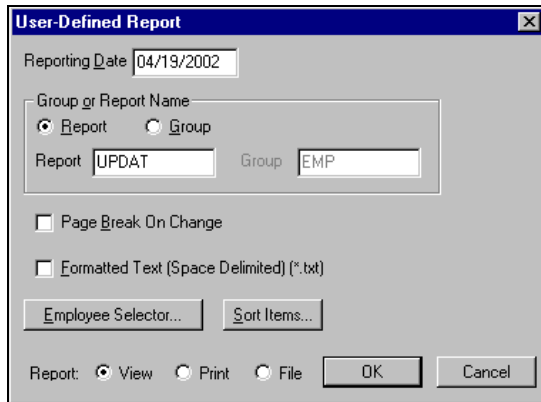 User-Defined Report
Reporting Date 04/19/2002
Group or Report Name
Report Group
Report UPDAT Group EMP
Page Break On Change
Formatted Text (Space Delimited) (*.txt)
Employee Selector... Sort Items...
Report: View Print File OK Cancel